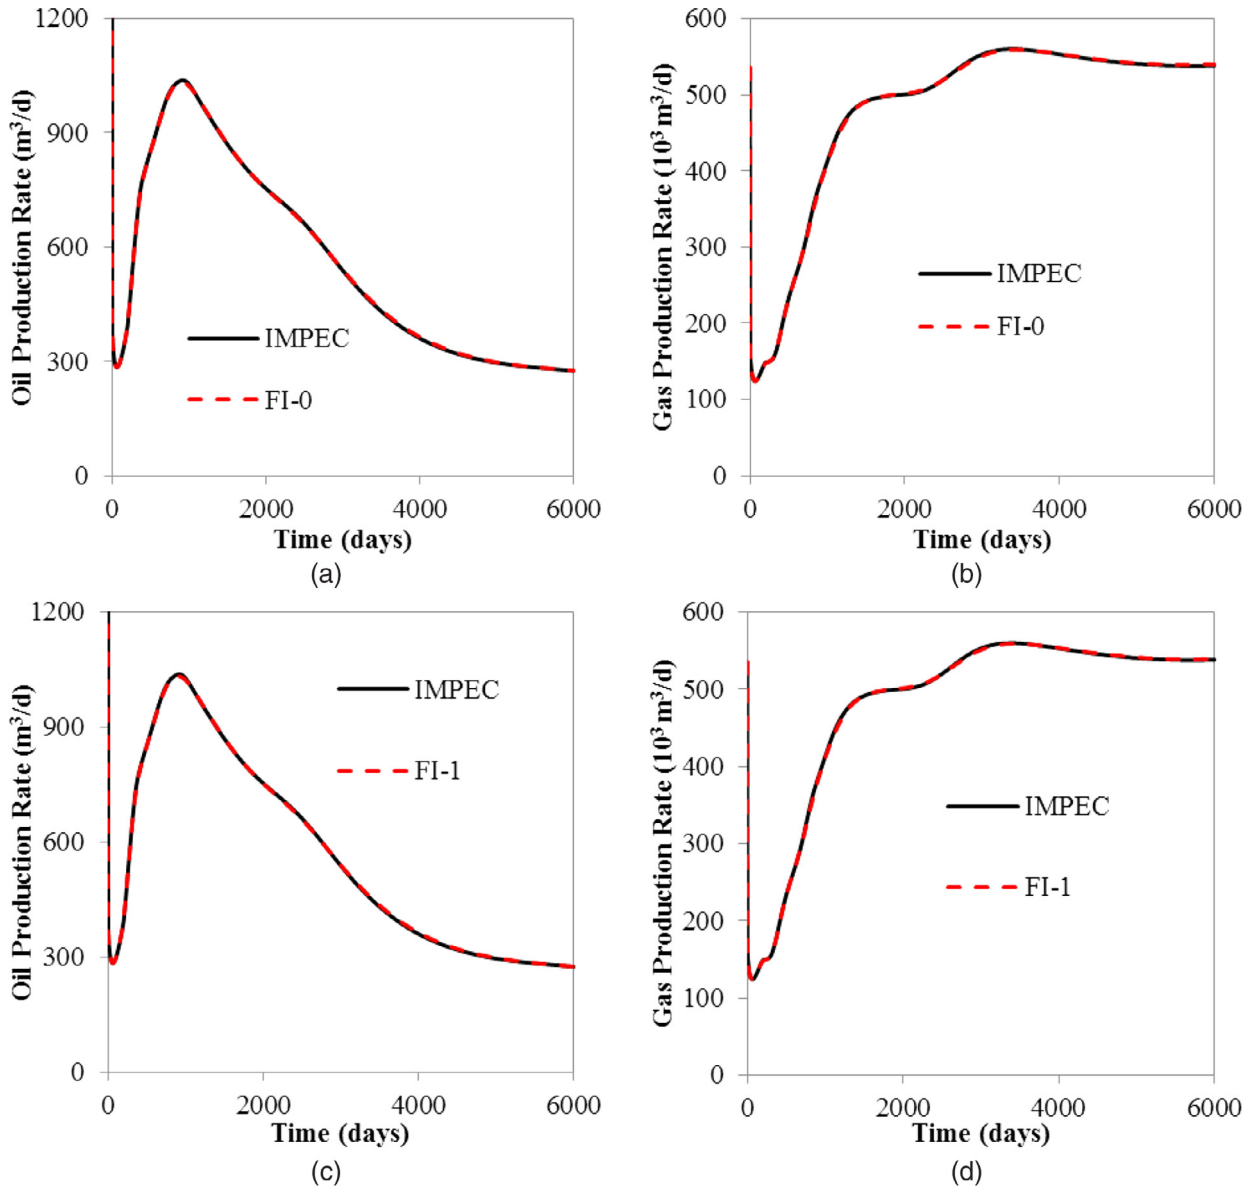 1200
900
600
300
0
Oil Production Rate (m³/d)
IMPEC
FI-0
0 2000 4000 6000
Time (days)
(a)
600
500
400
300
200
100
0
Gas Production Rate (10³ m³/d)
IMPEC
FI-0
0 2000 4000 6000
Time (days)
(b)
1200
900
600
300
0
Oil Production Rate (m³/d)
IMPEC
FI-1
0 2000 4000 6000
Time (days)
(c)
600
500
400
300
200
100
0
Gas Production Rate (10³ m³/d)
IMPEC
FI-1
0 2000 4000 6000
Time (days)
(d)